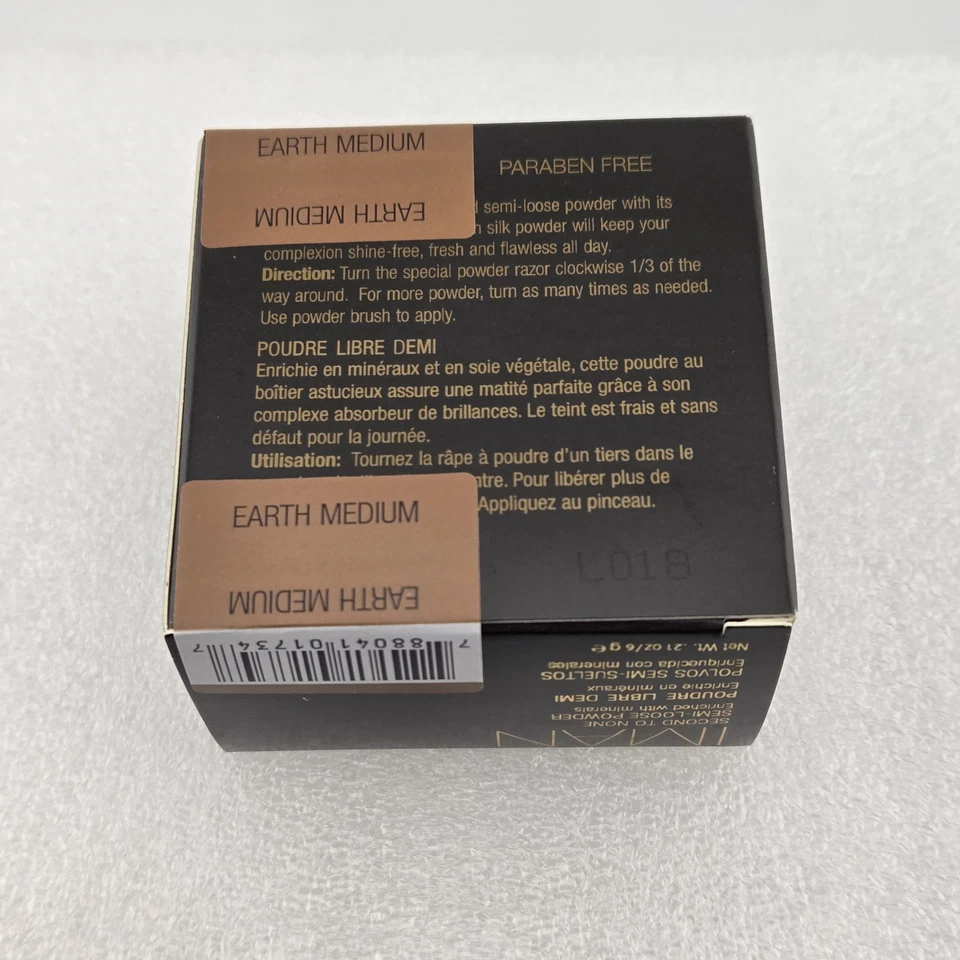 EARTH MEDIUM
EARTH MEDIUM
PARABEN FREE
semi-loose powder with its
silk powder will keep your
complexion shine-free, fresh and flawless all day.
Direction: Turn the special powder razor clockwise 1/3 of the
way around. For more powder, turn as many times as needed.
Use powder brush to apply.
POUDRE LIBRE DEMI
Enrichie en minéraux et en soie végétale, cette poudre au
boîtier astucieux assure une matité parfaite grâce à son
complexe absorbeur de brillances. Le teint est frais et sans
défaut pour la journée.
Utilisation: Tournez la râpe à poudre d'un tiers dans le
ntre. Pour libérer plus de
Appliquez au pinceau.
EARTH MEDIUM
EARTH MEDIUM
L018
7 88041 01734 7
IMAN
SECOND TO NONE
SEMI-LOOSE POWDER
Enriched with minerals
POUDRE LIBRE DEMI
Enrichie en minéraux
POLVOS SEMI-SUELTOS
Enriquecida con minerales
Net Wt. .21 oz/6 g ℮